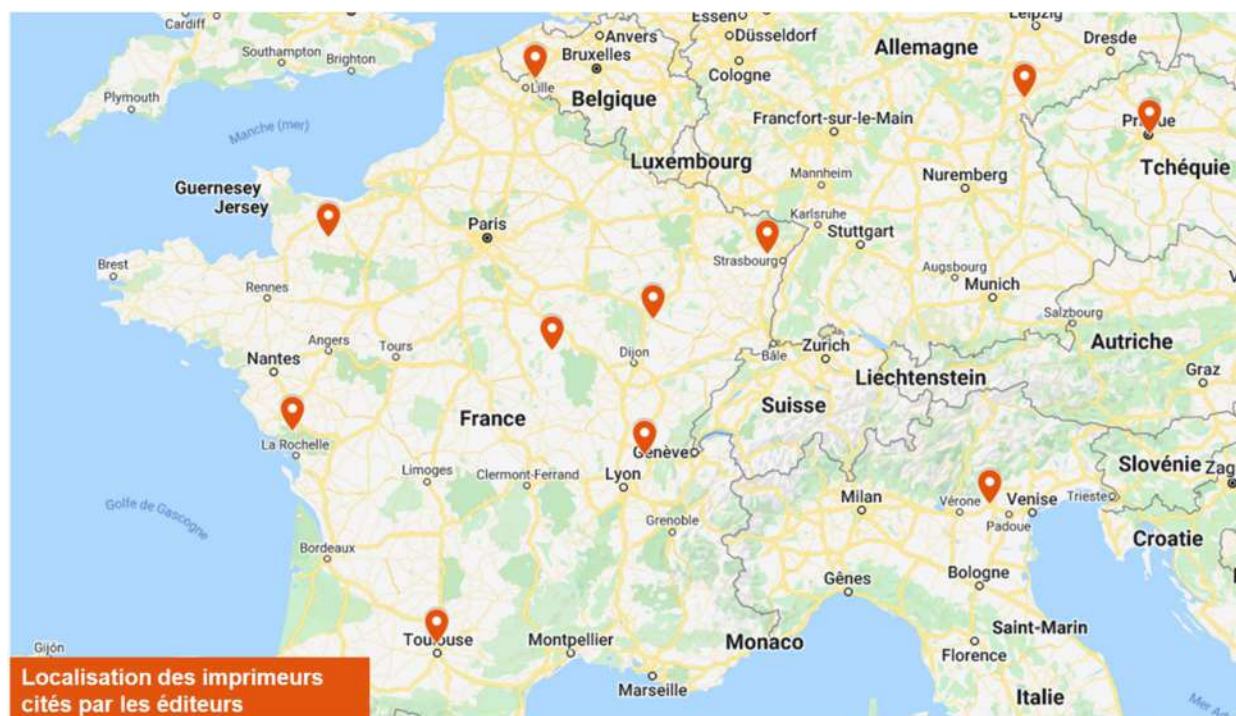 Cardiff
Essen
Leipzig
Anvers
Düsseldorf
Dresde
Southampton
Brighton
Bruxelles
Allemagne
Cologne
Lille
Belgique
Plymouth
Francfort-sur-le-Main
Manche (mer)
Luxembourg
Tchéquie
Mannheim
Nuremberg
Guernesey
Jersey
Karlsruhe
Paris
Stuttgart
Strasbourg
Brest
Augsbourg
Rennes
Munich
Salzbourg
Angers
Tours
Dijon
Bâle
Zurich
Autriche
Nantes
Liechtenstein
Graz
Suisse
France
La Rochelle
Genève
Slovénie
Zag
Limoges
Clermont-Ferrand
Lyon
Milan
Vérone
Venise
Trieste
Padoue
Golfe de Gascogne
Grenoble
Croatie
Bordeaux
Gênes
Bologne
Toulouse
Montpellier
Monaco
Saint-Marin
Gijón
Florence
Marseille
Italie
Localisation des imprimeurs
cités par les éditeurs